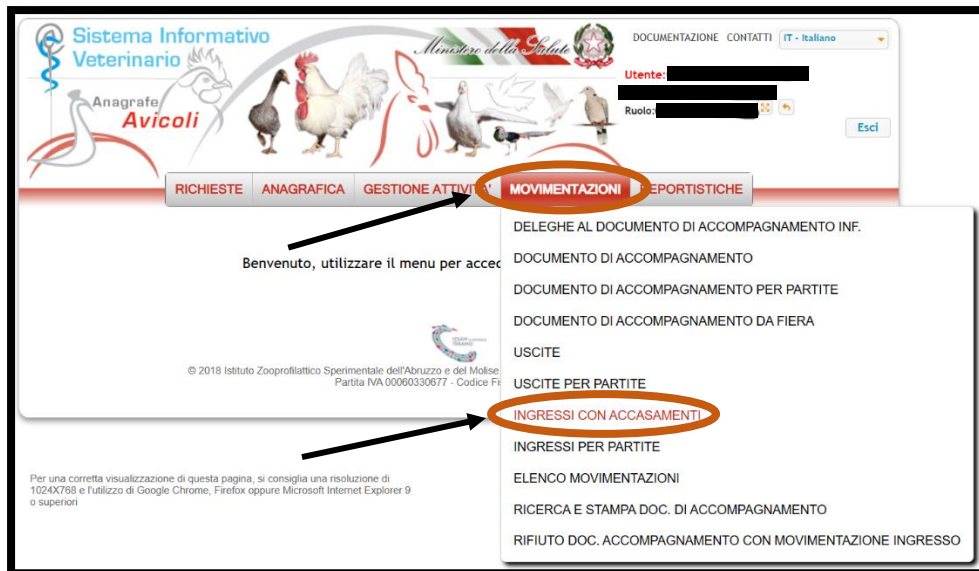 Sistema Informativo
Veterinario
Anagrafe
Avicoli
Ministero della Salute
DOCUMENTAZIONE CONTATTI IT - Italiano
Utente:
Ruolo:
Esci
RICHIESTE ANAGRAFICA GESTIONE ATTIVITA' MOVIMENTAZIONI REPORTISTICHE
DELEGHE AL DOCUMENTO DI ACCOMPAGNAMENTO INF.
DOCUMENTO DI ACCOMPAGNAMENTO
DOCUMENTO DI ACCOMPAGNAMENTO PER PARTITE
DOCUMENTO DI ACCOMPAGNAMENTO DA FIERA
USCITE
USCITE PER PARTITE
INGRESSI CON ACCASAMENTI
INGRESSI PER PARTITE
ELENCO MOVIMENTAZIONI
RICERCA E STAMPA DOC. DI ACCOMPAGNAMENTO
RIFIUTO DOC. ACCOMPAGNAMENTO CON MOVIMENTAZIONE INGRESSO
Benvenuto, utilizzare il menu per acced
© 2018 Istituto Zooprofilattico Sperimentale dell'Abruzzo e del Molise
Partita IVA 00060330677 - Codice Fi
Per una corretta visualizzazione di questa pagina, si consiglia una risoluzione di
1024X768 e l'utilizzo di Google Chrome, Firefox oppure Microsoft Internet Explorer 9
o superiori